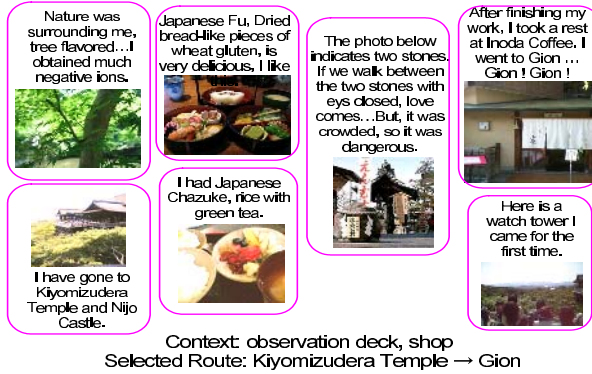 Nature was
surrounding me,
tree flavored…I
obtained much
negative ions.
Japanese Fu, Dried
bread-like pieces of
wheat gluten, is
very delicious, I like
The photo below
indicates two stones.
If we walk between
the two stones with
eys closed, love
comes…But, it was
crowded, so it was
dangerous.
After finishing my
work, I took a rest
at Inoda Coffee. I
went to Gion …
Gion ! Gion !
I have gone to
Kiyomizudera
Temple and Nijo
Castle.
I had Japanese
Chazuke, rice with
green tea.
Here is a
watch tower I
came for the
first time.
Context: observation deck, shop
Selected Route: Kiyomizudera Temple → Gion